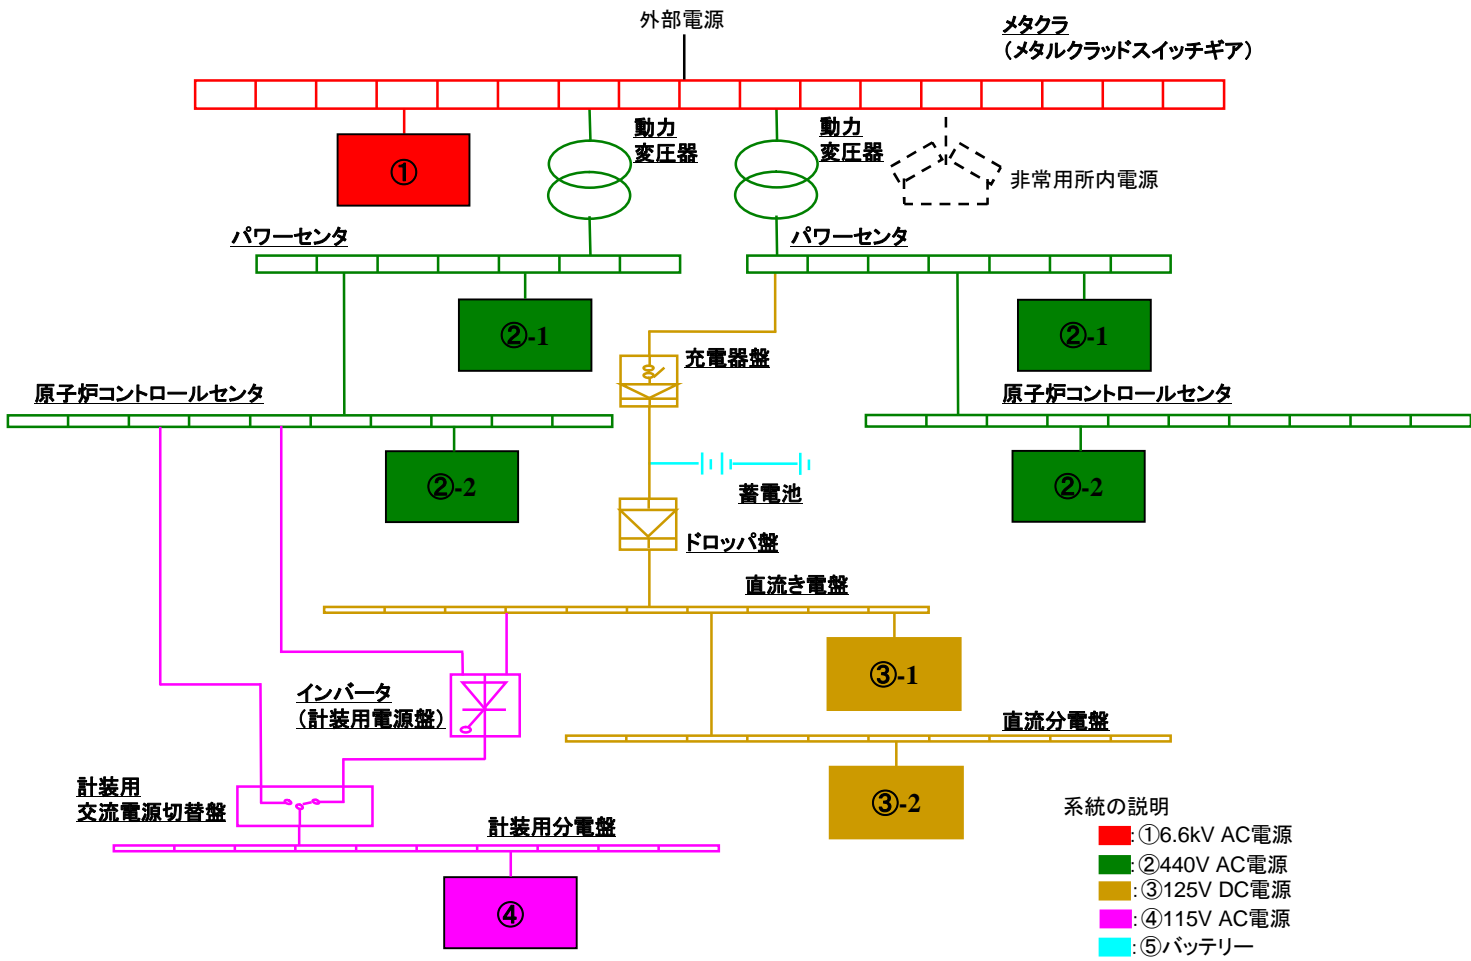 外部電源
メタクラ
（メタルクラッドスイッチギア）
①
動力
変圧器
動力
変圧器
非常用所内電源
パワーセンタ
パワーセンタ
②-1
②-1
充電器盤
原子炉コントロールセンタ
原子炉コントロールセンタ
②-2
②-2
蓄電池
ドロッパ盤
直流き電盤
③-1
インバータ
（計装用電源盤）
直流分電盤
③-2
計装用
交流電源切替盤
計装用分電盤
④
系統の説明
:①6.6kV AC電源
:②440V AC電源
:③125V DC電源
:④115V AC電源
:⑤バッテリー